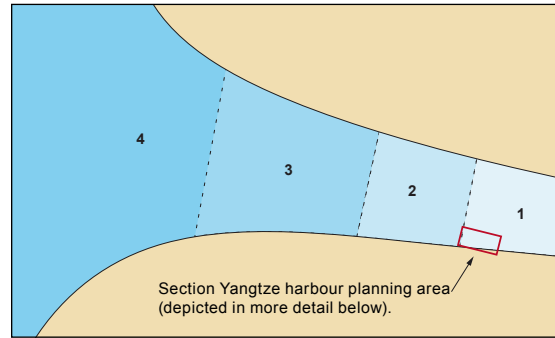 4
3
2
1
Section Yangtze harbour planning area
(depicted in more detail below).